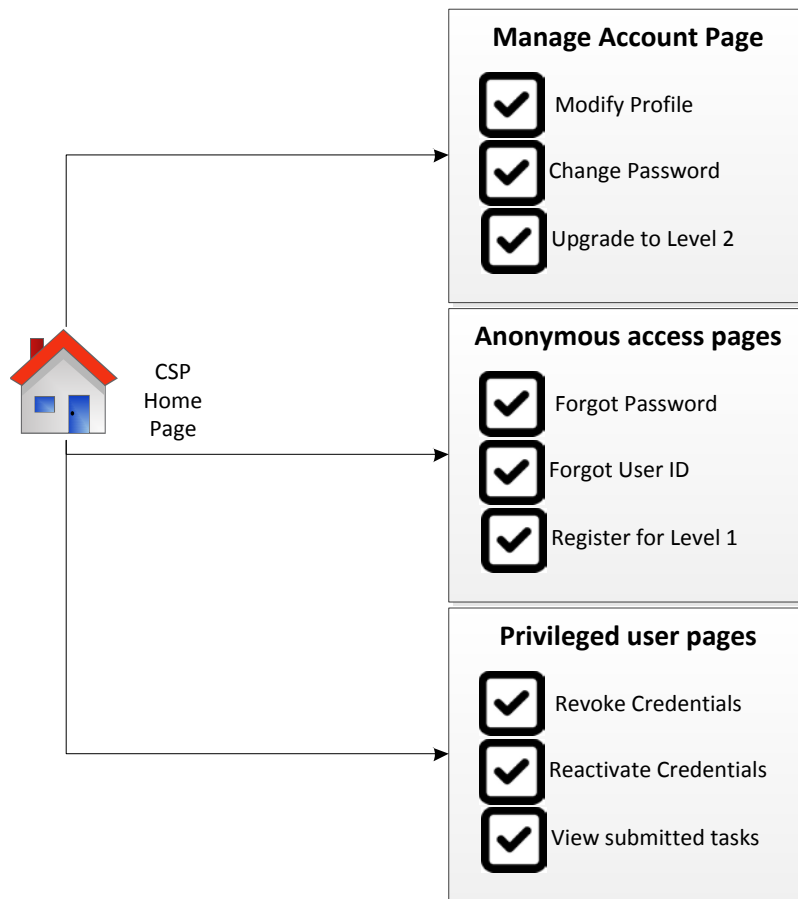 Manage Account Page
Modify Profile
Change Password
Upgrade to Level 2
CSP
Home
Page
Anonymous access pages
Forgot Password
Forgot User ID
Register for Level 1
Privileged user pages
Revoke Credentials
Reactivate Credentials
View submitted tasks